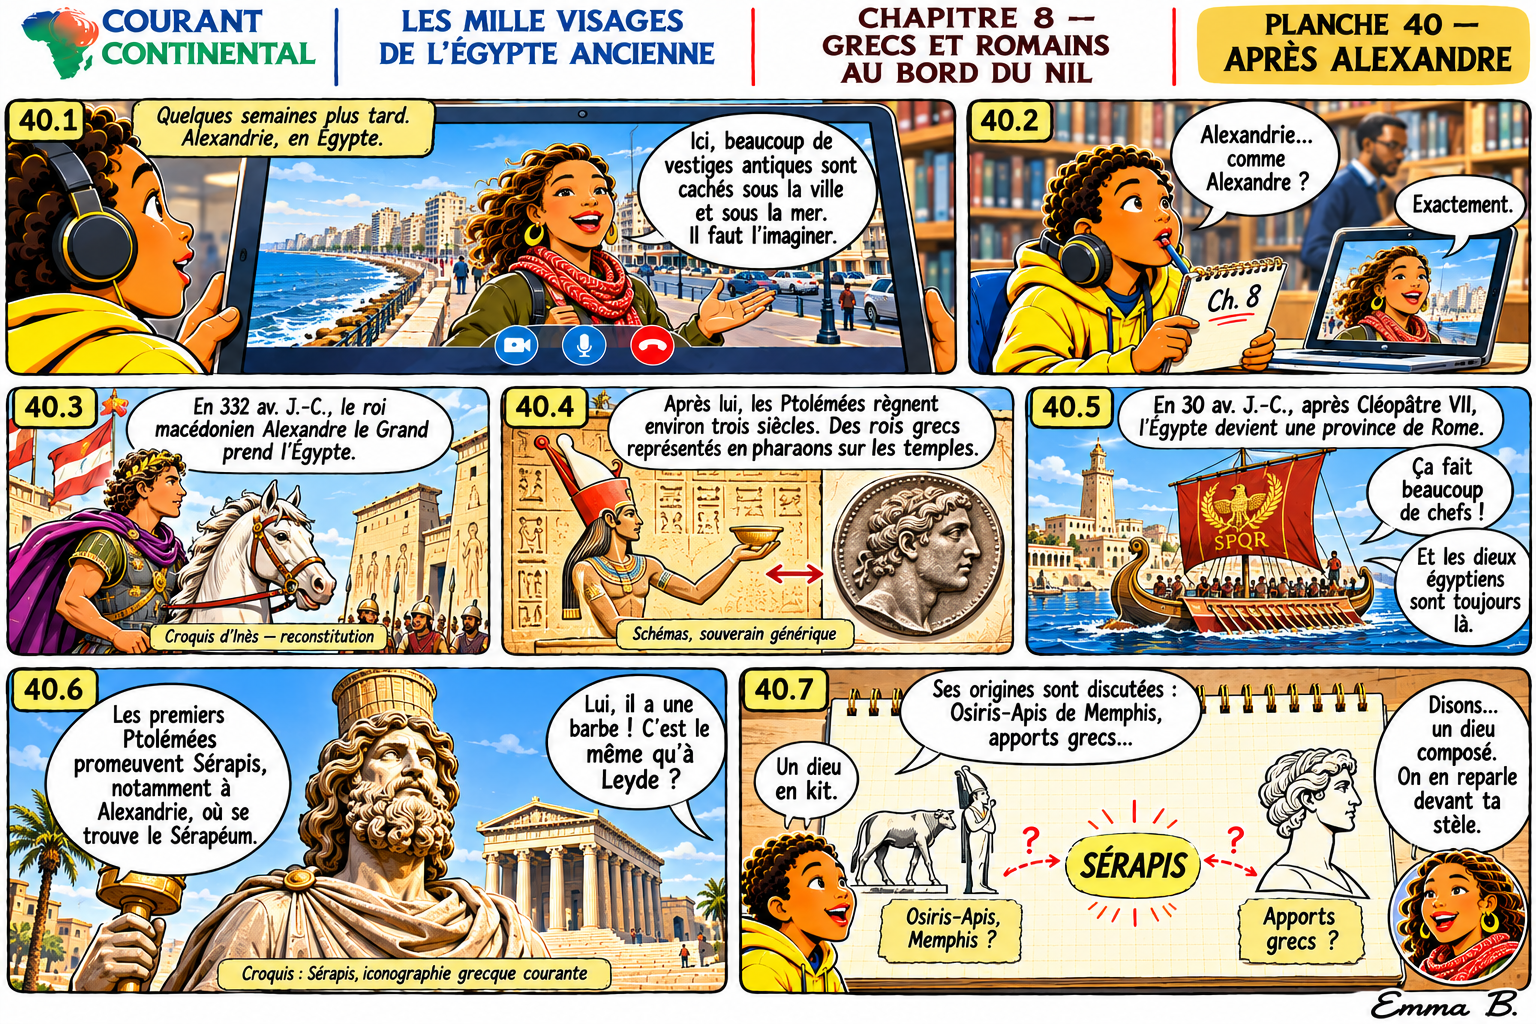 COURANT
CONTINENTAL
LES MILLE VISAGES
DE L'ÉGYPTE ANCIENNE
CHAPITRE 8 —
GRECS ET ROMAINS
AU BORD DU NIL
PLANCHE 40 —
APRÈS ALEXANDRE
40.1
Quelques semaines plus tard.
Alexandrie, en Égypte.
Ici, beaucoup de
vestiges antiques sont
cachés sous la ville
et sous la mer.
Il faut l'imaginer.
40.2
Alexandrie...
comme
Alexandre ?
Exactement.
Ch. 8
40.3
En 332 av. J.-C., le roi
macédonien Alexandre le Grand
prend l'Égypte.
Croquis d'Inès — reconstitution
40.4
Après lui, les Ptolémées règnent
environ trois siècles. Des rois grecs
représentés en pharaons sur les temples.
Schémas, souverain générique
40.5
En 30 av. J.-C., après Cléopâtre VII,
l'Égypte devient une province de Rome.
Ça fait
beaucoup
de chefs !
SPQR
Et les dieux
égyptiens
sont toujours
là.
40.6
Les premiers
Ptolémées
promeuvent Sérapis,
notamment à
Alexandrie, où se
trouve le Sérapéum.
Lui, il a une
barbe ! C'est le
même qu'à
Leyde ?
Croquis : Sérapis, iconographie grecque courante
40.7
Ses origines sont discutées :
Osiris-Apis de Memphis,
apports grecs...
Un dieu
en kit.
Disons...
un dieu
composé.
On en reparle
devant ta
stèle.
?
SÉRAPIS
?
Osiris-Apis,
Memphis ?
Apports
grecs ?
Emma B.